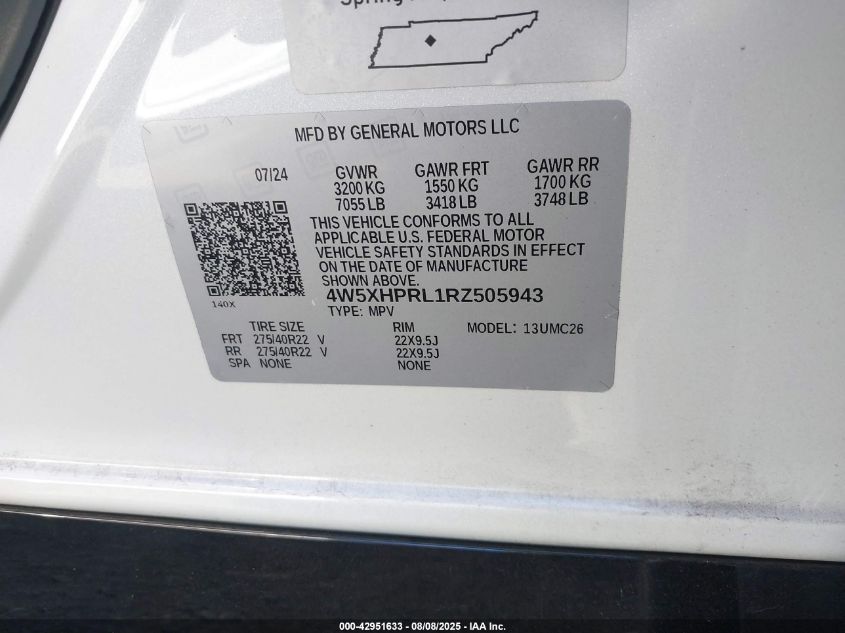 Spring
MFD BY GENERAL MOTORS LLC
07/24 GVWR GAWR FRT GAWR RR
3200 KG 1550 KG 1700 KG
7055 LB 3418 LB 3748 LB
THIS VEHICLE CONFORMS TO ALL
APPLICABLE U.S. FEDERAL MOTOR
VEHICLE SAFETY STANDARDS IN EFFECT
ON THE DATE OF MANUFACTURE
SHOWN ABOVE.
140X
4W5XHPRL1RZ505943
TYPE: MPV
TIRE SIZE RIM MODEL: 13UMC26
FRT 275/40R22 V 22X9.5J
RR 275/40R22 V 22X9.5J
SPA NONE NONE
000-42951633 - 08/08/2025 - IAA Inc.